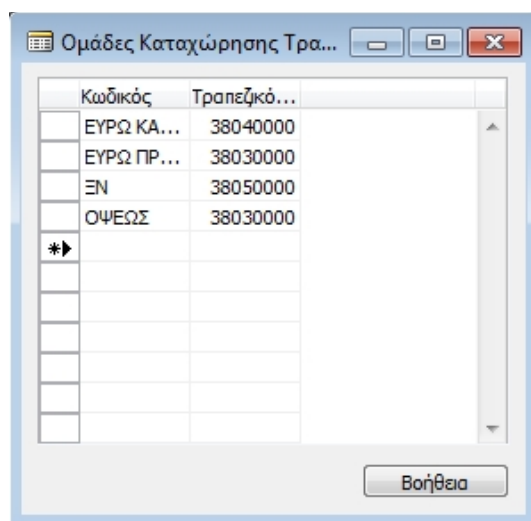 Ομάδες Καταχώρησης Τρα...
Κωδικός Τραπεζικό...
ΕΥΡΩ ΚΑ... 38040000
ΕΥΡΩ ΠΡ... 38030000
ΞΝ 38050000
ΟΨΕΩΣ 38030000
Βοήθεια